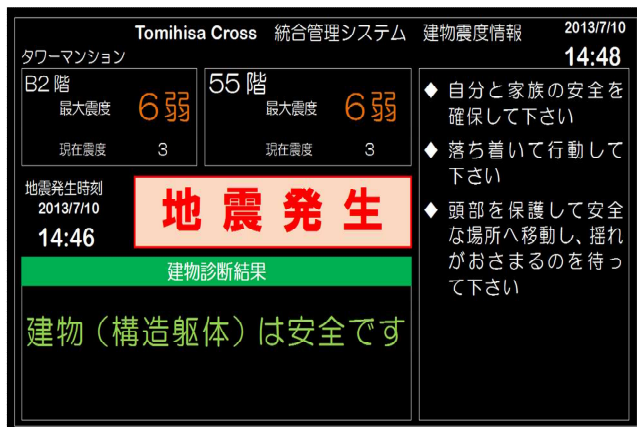 Tomihisa Cross 統合管理システム 建物震度情報 2013/7/10
タワーマンション 14:48
B2 階
最大震度 6弱
現在震度 3
55 階
最大震度 6弱
現在震度 3
地震発生時刻
2013/7/10
14:46
地震発生
建物診断結果
建物（構造躯体）は安全です
◆ 自分と家族の安全を
確保して下さい
◆ 落ち着いて行動して
下さい
◆ 頭部を保護して安全
な場所へ移動し、揺れ
がおさまるのを待っ
て下さい